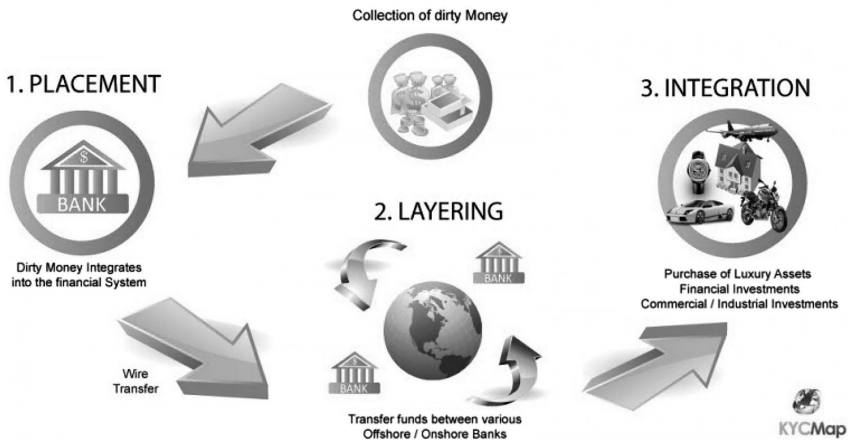 Collection of dirty Money
1. PLACEMENT
$
BANK
Dirty Money Integrates
into the financial System
Wire
Transfer
2. LAYERING
$
BANK
$
BANK
Transfer funds between various
Offshore / Onshore Banks
3. INTEGRATION
Purchase of Luxury Assets
Financial Investments
Commercial / Industrial Investments
KYCMap